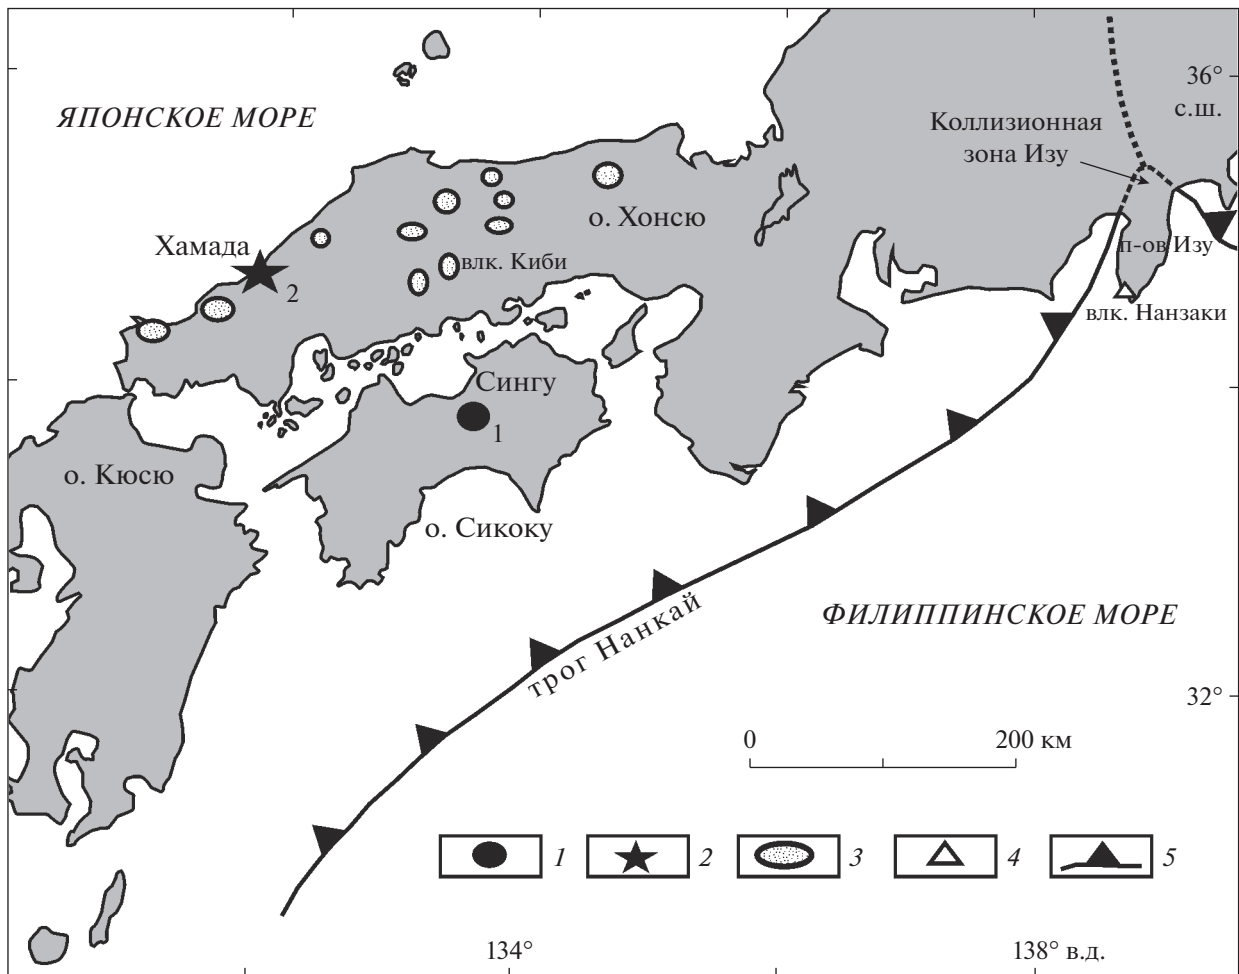 36°
с.ш.
ЯПОНСКОЕ МОРЕ
Коллизионная
зона Изу
о. Хонсю
Хамада
2
влк. Киби
п-ов Изу
влк. Нанзаки
Сингу
1
о. Кюсю
о. Сикоку
ФИЛИППИНСКОЕ МОРЕ
трог Нанкай
32°
0 200 км
1 2 3 4 5
134° 138° в.д.